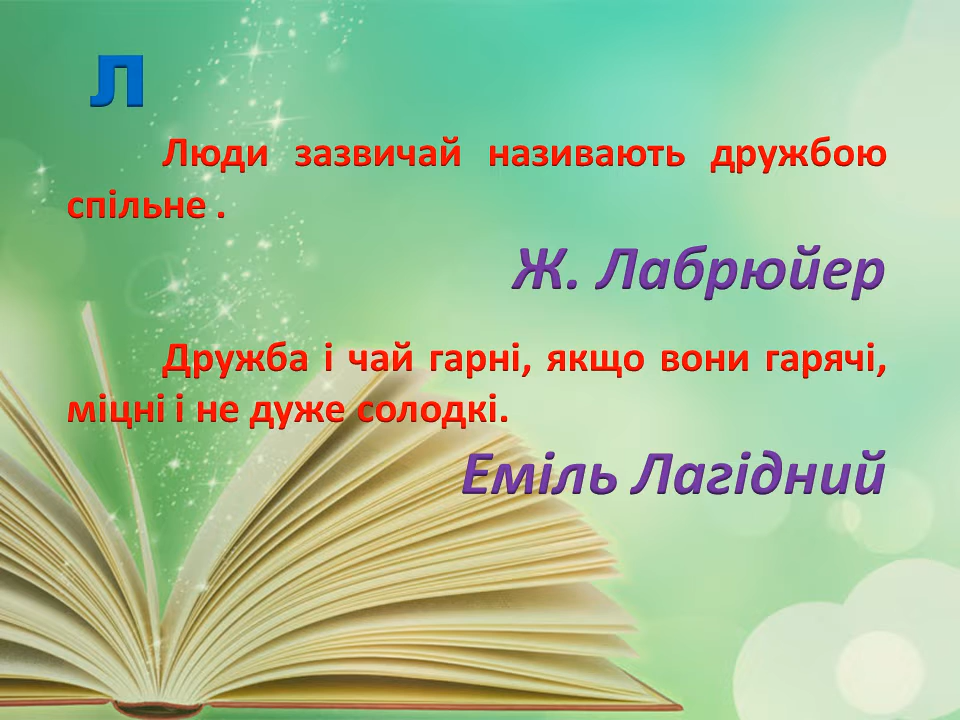 Л
Люди зазвичай називають дружбою
спільне .
Ж. Лабрюйер
Дружба і чай гарні, якщо вони гарячі,
міцні і не дуже солодкі.
Еміль Лагідний